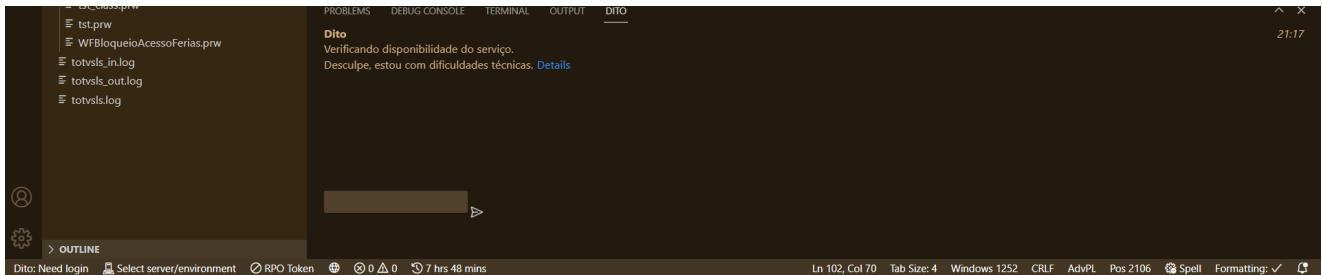 tst_class.prw
tst.prw
WFBloqueioAcessoFerias.prw
totvsls_in.log
totvsls_out.log
totvsls.log
OUTLINE
PROBLEMS DEBUG CONSOLE TERMINAL OUTPUT DITO
Dito 21:17
Verificando disponibilidade do serviço.
Desculpe, estou com dificuldades técnicas. Details
Dito: Need login Select server/environment RPO Token 0 0 7 hrs 48 mins Ln 102, Col 70 Tab Size: 4 Windows 1252 CRLF AdvPL Pos 2106 Spell Formatting: ✓